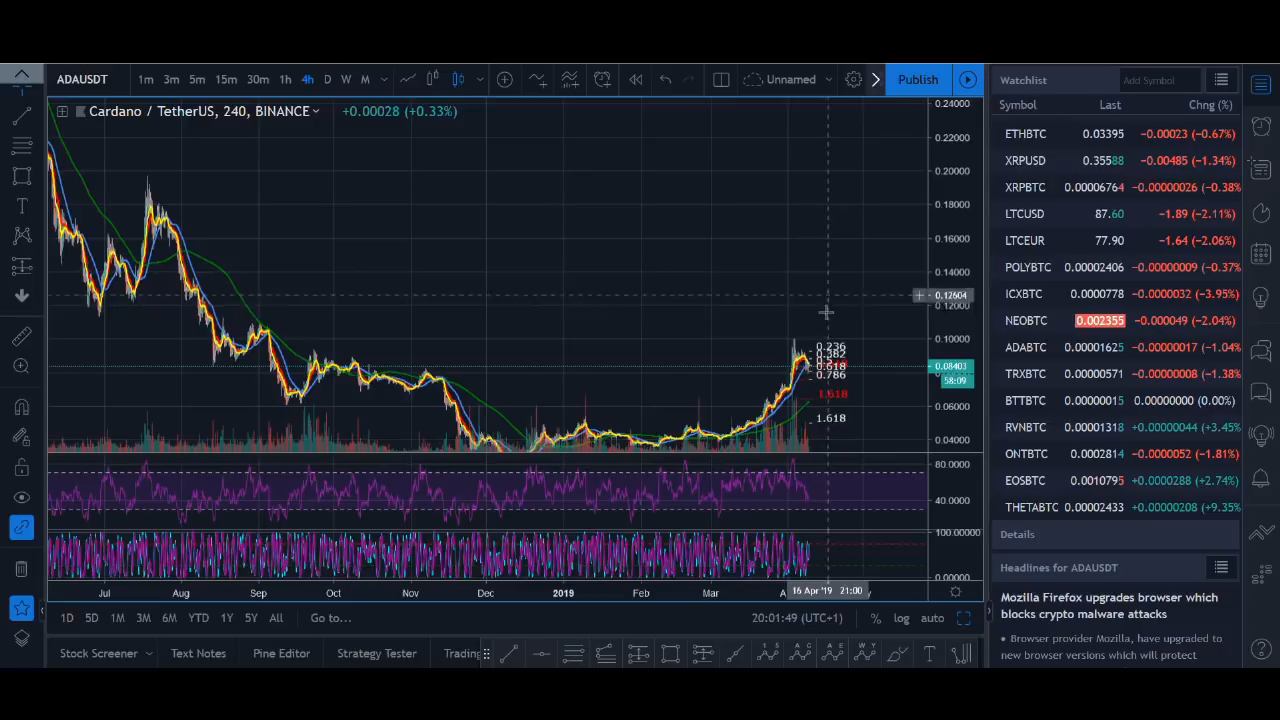 ADAUSDT 1m 3m 5m 15m 30m 1h 4h D W M Unnamed Publish
Cardano / TetherUS, 240, BINANCE +0.00028 (+0.33%)
0.24000
0.22000
0.20000
0.18000
0.16000
0.14000
0.12604
0.12000
0.10000
0.08403
58:09
0.06000
0.04000
0.236
0.382
0.5
0.618
0.786
1.618
1.618
80.0000
40.0000
100.00000
0.00000
Jul Aug Sep Oct Nov Dec 2019 Feb Mar 16 Apr '19 21:00
1D 5D 1M 3M 6M YTD 1Y 5Y All Go to... 20:01:49 (UTC+1) % log auto
Stock Screener Text Notes Pine Editor Strategy Tester Trading
Watchlist Add Symbol
Symbol Last Chng (%)
ETHBTC 0.03395 −0.00023 (−0.67%)
XRPUSD 0.35588 −0.00485 (−1.34%)
XRPBTC 0.00006764 −0.00000026 (−0.38%
LTCUSD 87.60 −1.89 (−2.11%)
LTCEUR 77.90 −1.64 (−2.06%)
POLYBTC 0.00002406 −0.00000009 (−0.37%
ICXBTC 0.0000778 −0.0000032 (−3.95%)
NEOBTC 0.002355 −0.000049 (−2.04%)
ADABTC 0.00001625 −0.00000017 (−1.04%
TRXBTC 0.00000573 −0.00000008 (−1.38%
BTTBTC 0.00000015 0.00000000 (0.00%)
RVNBTC 0.00001318 +0.00000044 (+3.45%
ONTBTC 0.0002814 −0.0000052 (−1.81%)
EOSBTC 0.0010795 +0.0000288 (+2.74%)
THETABTC 0.00002433 +0.00000208 (+9.35%
Details
Headlines for ADAUSDT
Mozilla Firefox upgrades browser which
blocks crypto malware attacks
• Browser provider Mozilla, have upgraded to
new browser versions which will protect